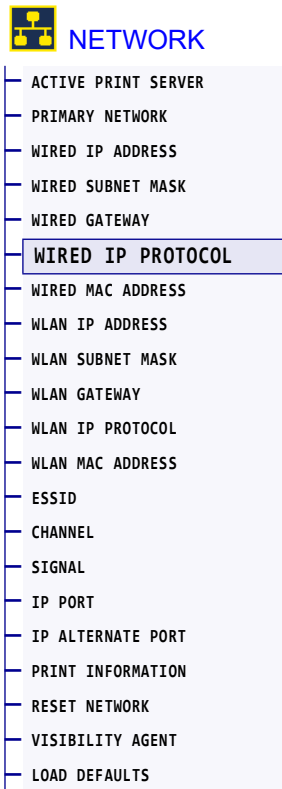 NETWORK
ACTIVE PRINT SERVER
PRIMARY NETWORK
WIRED IP ADDRESS
WIRED SUBNET MASK
WIRED GATEWAY
WIRED IP PROTOCOL
WIRED MAC ADDRESS
WLAN IP ADDRESS
WLAN SUBNET MASK
WLAN GATEWAY
WLAN IP PROTOCOL
WLAN MAC ADDRESS
ESSID
CHANNEL
SIGNAL
IP PORT
IP ALTERNATE PORT
PRINT INFORMATION
RESET NETWORK
VISIBILITY AGENT
LOAD DEFAULTS